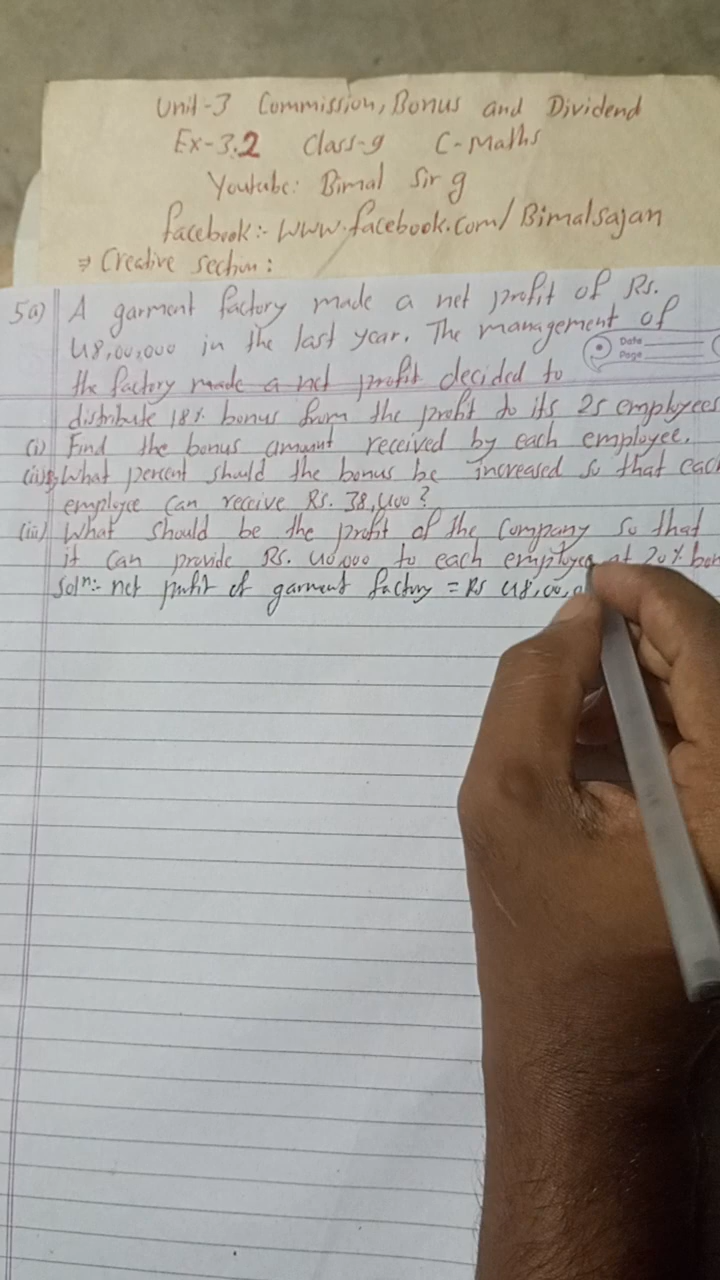 Unit-3 Commission, Bonus and Dividend
Ex-3.2 Class-9 C-Maths
Youtube: Bimal Sir g
facebook:- www.facebook.com/Bimalsajan
⇒ Creative section:
5a) A garment factory made a net profit of Rs.
48,00,000 in the last year. The management of
Date
Page
the factory made a net profit decided to
distribute 18% bonus from the profit to its 25 employees
(i) Find the bonus amount received by each employee.
(ii) What percent should the bonus be increased so that each
employee can receive Rs. 38,400?
(iii) What should be the profit of the company so that
it can provide Rs. 40,000 to each employee at 20% bon
Solⁿ:- net profit of garment factory = Rs 48,00,0